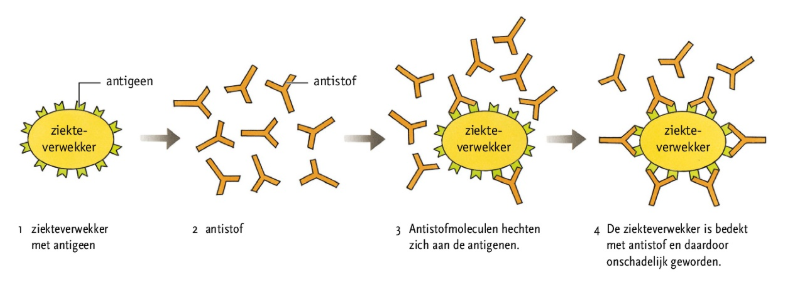 antigeen
antistof
ziekte-
verwekker
ziekte-
verwekker
ziekte-
verwekker
1 ziekteverwekker
met antigeen
2 antistof
3 Antistofmoleculen hechten
zich aan de antigenen.
4 De ziekteverwekker is bedekt
met antistof en daardoor
onschadelijk geworden.